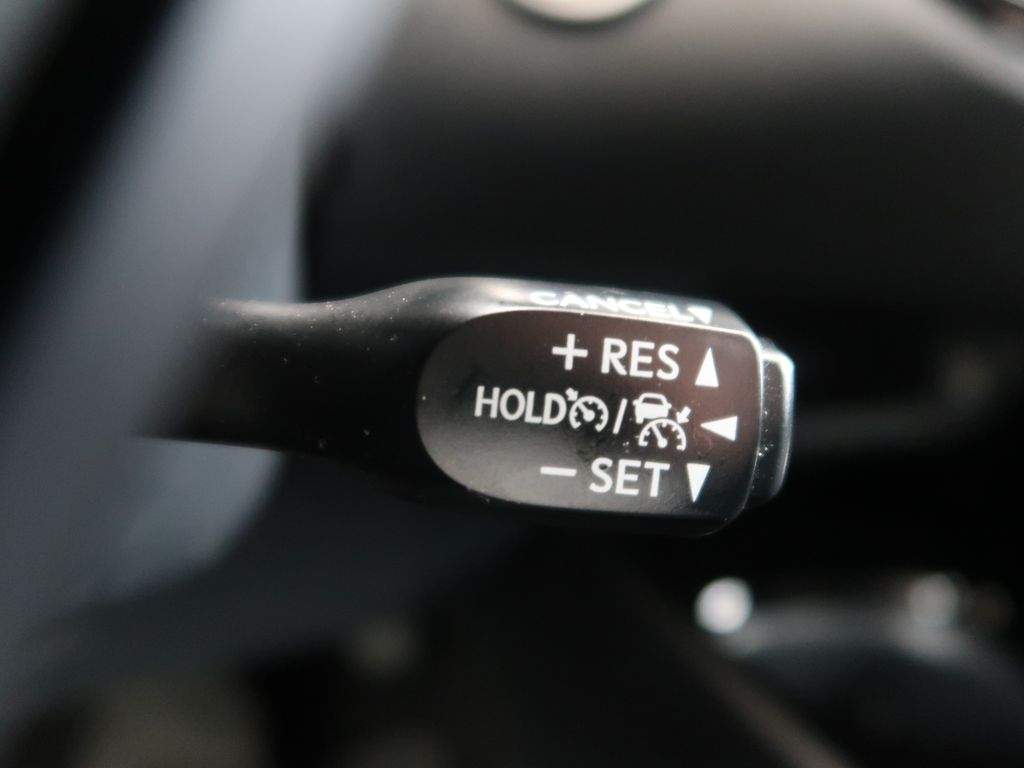 CANCEL▼
+ RES ▲
HOLD / ◀
− SET ▼